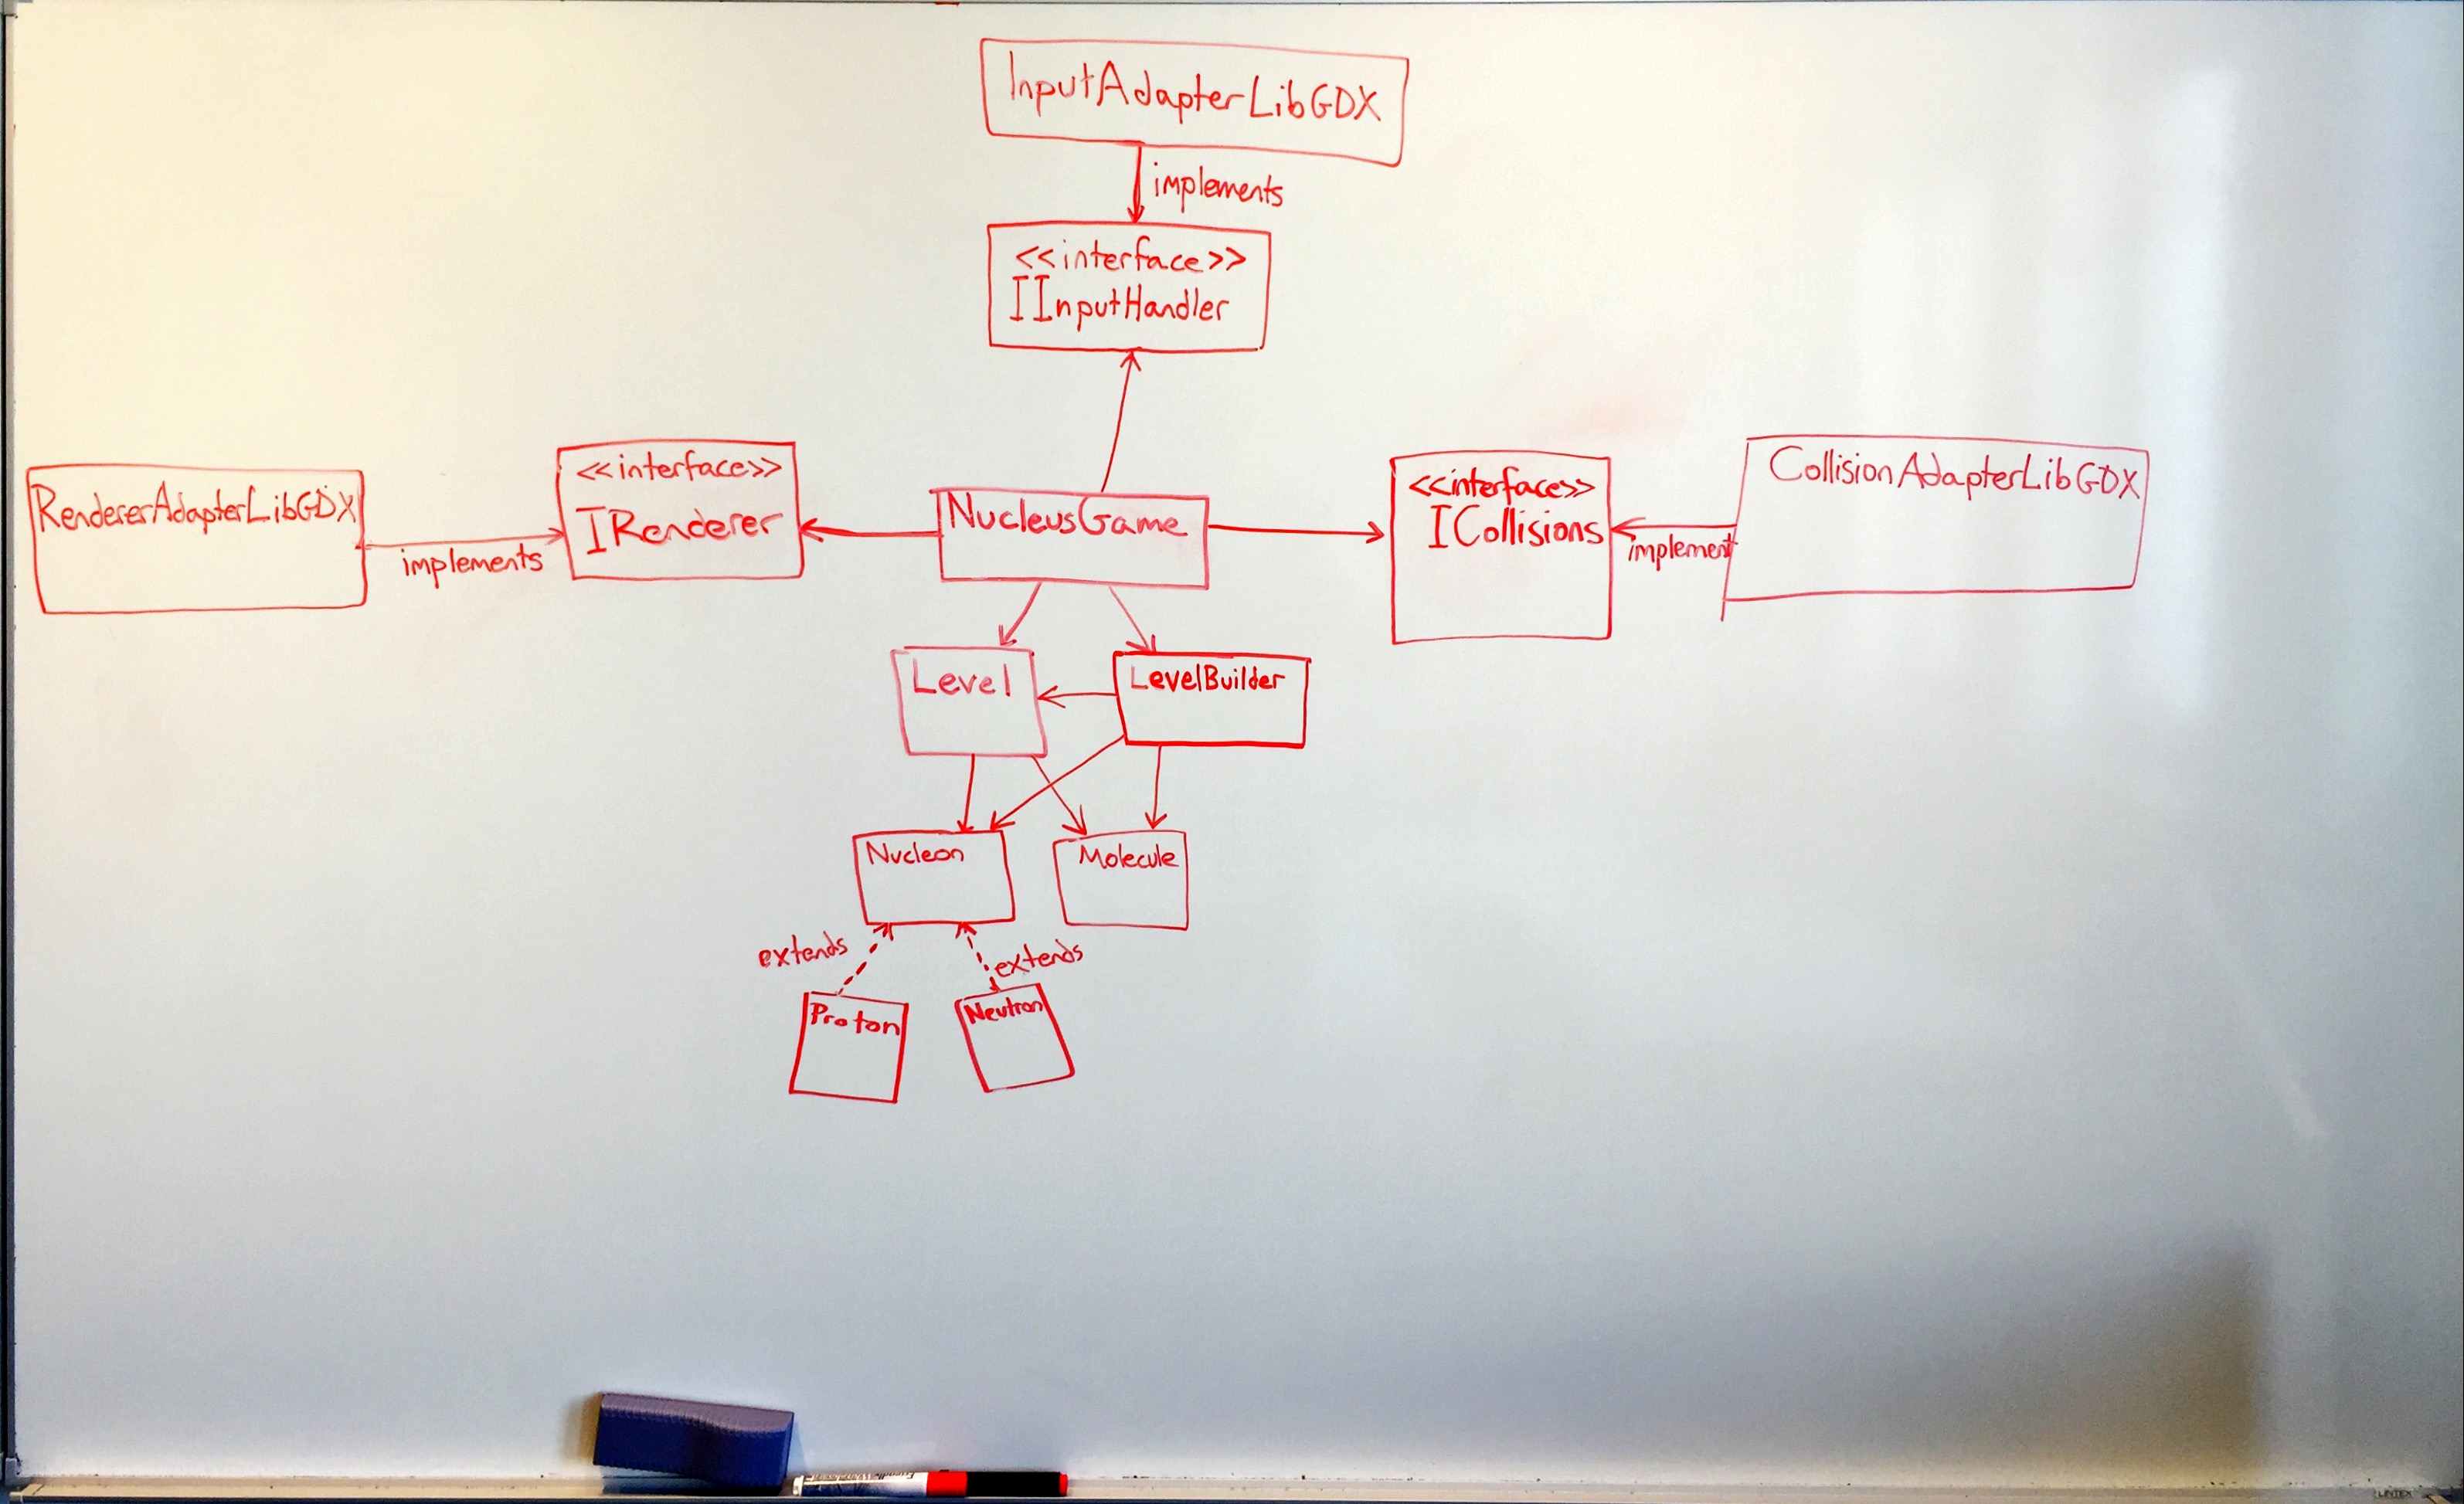 InputAdapterLibGDX
implements
<<interface>>
IInputHandler
RendererAdapterLibGDX
implements
<<interface>>
IRenderer
NucleusGame
<<interface>>
ICollisions
implement
CollisionAdapterLibGDX
Level
LevelBuilder
Nucleon
Molecule
extends
extends
Proton
Neutron